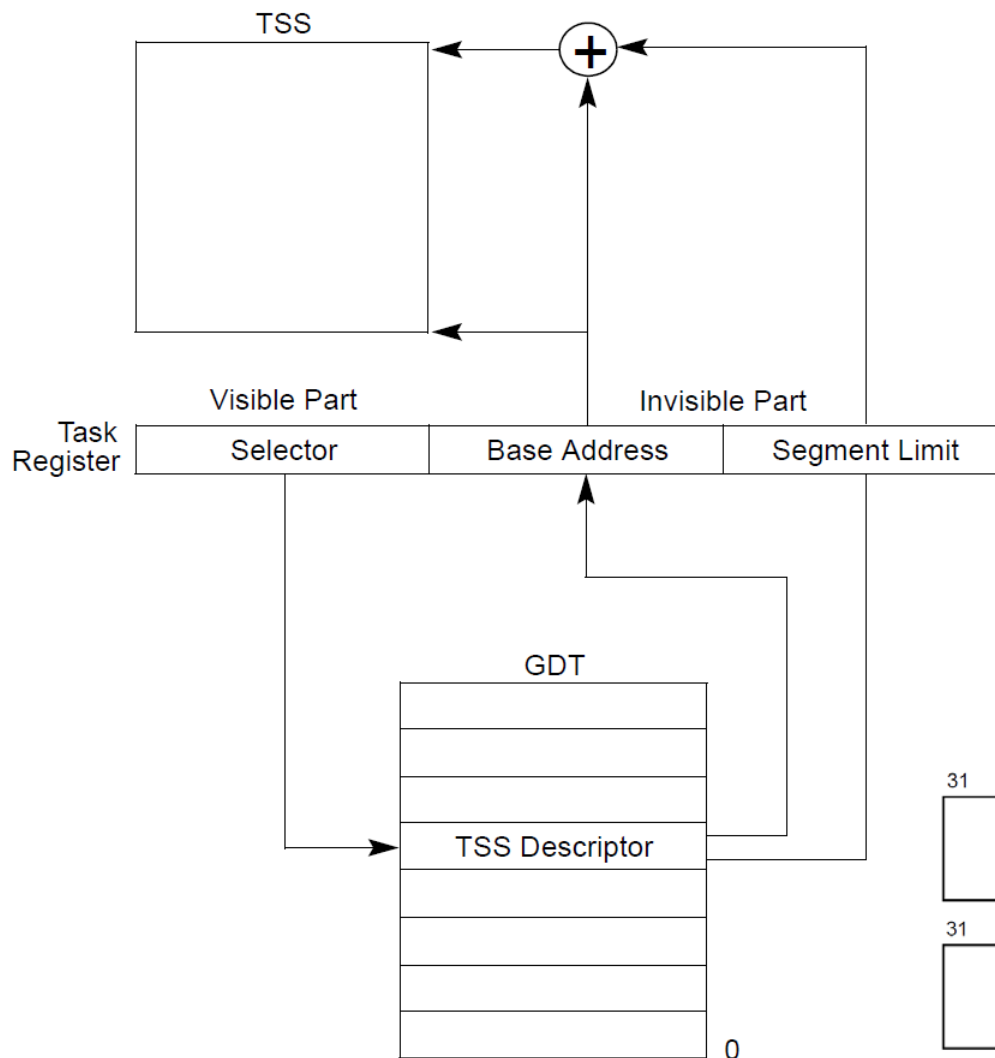 TSS
+
Visible Part
Invisible Part
Task
Register
Selector
Base Address
Segment Limit
GDT
TSS Descriptor
31
31
0